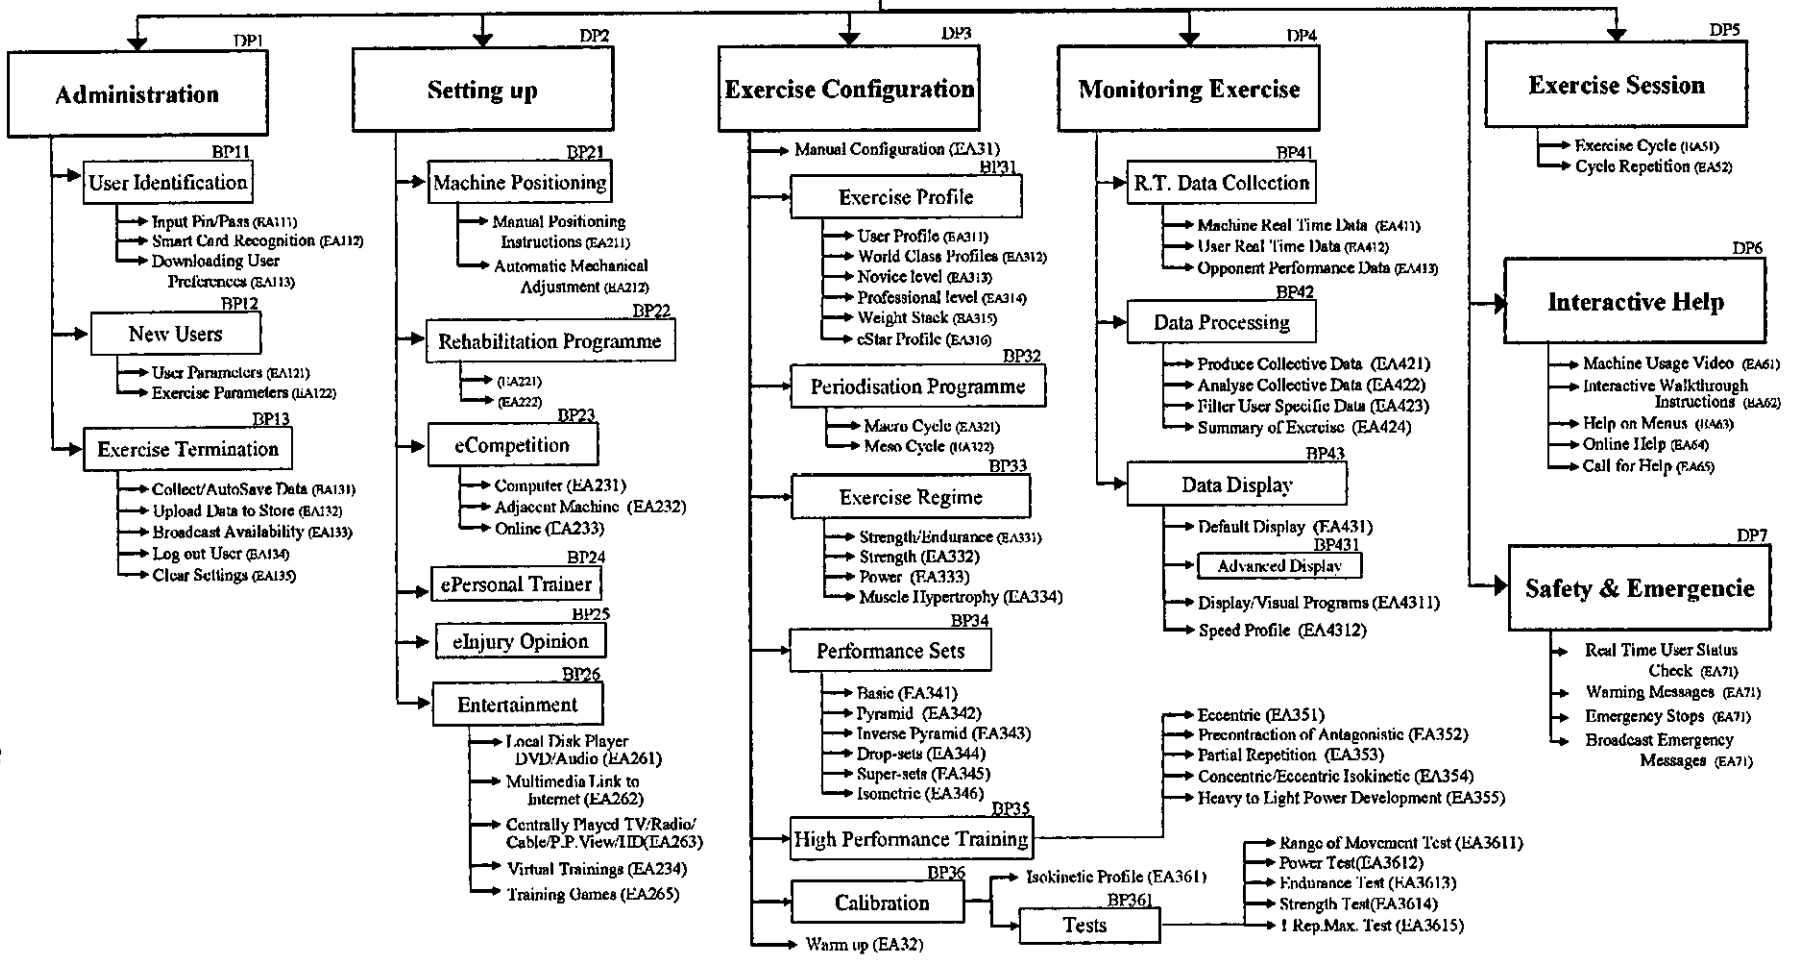 DP1
Administration
BP11
User Identification
Input Pin/Pass (EA111)
Smart Card Recognition (EA112)
Downloading User
Preferences (EA113)
BP12
New Users
User Parameters (EA121)
Exercise Parameters (EA122)
BP13
Exercise Termination
Collect/AutoSave Data (EA131)
Upload Data to Store (EA132)
Broadcast Availability (EA133)
Log out User (EA134)
Clear Settings (EA135)
DP2
Setting up
BP21
Machine Positioning
Manual Positioning
Instructions (EA211)
Automatic Mechanical
Adjustment (EA212)
BP22
Rehabilitation Programme
(EA221)
(EA222)
BP23
eCompetition
Computer (EA231)
Adjacent Machine (EA232)
Online (EA233)
BP24
ePersonal Trainer
BP25
eInjury Opinion
BP26
Entertainment
Local Disk Player
DVD/Audio (EA261)
Multimedia Link to
Internet (EA262)
Centrally Played TV/Radio/
Cable/P.P.View/HD(EA263)
Virtual Trainings (EA234)
Training Games (EA265)
DP3
Exercise Configuration
Manual Configuration (EA31)
BP31
Exercise Profile
User Profile (EA311)
World Class Profiles (EA312)
Novice level (EA313)
Professional level (EA314)
Weight Stack (EA315)
eStar Profile (EA316)
BP32
Periodisation Programme
Macro Cycle (EA321)
Meso Cycle (EA322)
BP33
Exercise Regime
Strength/Endurance (EA331)
Strength (EA332)
Power (EA333)
Muscle Hypertrophy (EA334)
BP34
Performance Sets
Basic (EA341)
Pyramid (EA342)
Inverse Pyramid (EA343)
Drop-sets (EA344)
Super-sets (EA345)
Isometric (EA346)
BP35
High Performance Training
Eccentric (EA351)
Precontraction of Antagonistic (EA352)
Partial Repetition (EA353)
Concentric/Eccentric Isokinetic (EA354)
Heavy to Light Power Development (EA355)
BP36
Calibration
Isokinetic Profile (EA361)
BP361
Tests
Range of Movement Test (EA3611)
Power Test(EA3612)
Endurance Test (EA3613)
Strength Test(EA3614)
1 Rep.Max. Test (EA3615)
Warm up (EA32)
DP4
Monitoring Exercise
BP41
R.T. Data Collection
Machine Real Time Data (EA411)
User Real Time Data (EA412)
Opponent Performance Data (EA413)
BP42
Data Processing
Produce Collective Data (EA421)
Analyse Collective Data (EA422)
Filter User Specific Data (EA423)
Summary of Exercise (EA424)
BP43
Data Display
Default Display (EA431)
BP431
Advanced Display
Display/Visual Programs (EA4311)
Speed Profile (EA4312)
DP5
Exercise Session
Exercise Cycle (EA51)
Cycle Repetition (EA52)
DP6
Interactive Help
Machine Usage Video (EA61)
Interactive Walkthrough
Instructions (EA62)
Help on Menus (EA63)
Online Help (EA64)
Call for Help (EA65)
DP7
Safety & Emergencie
Real Time User Status
Check (EA71)
Warning Messages (EA71)
Emergency Stops (EA71)
Broadcast Emergency
Messages (EA71)